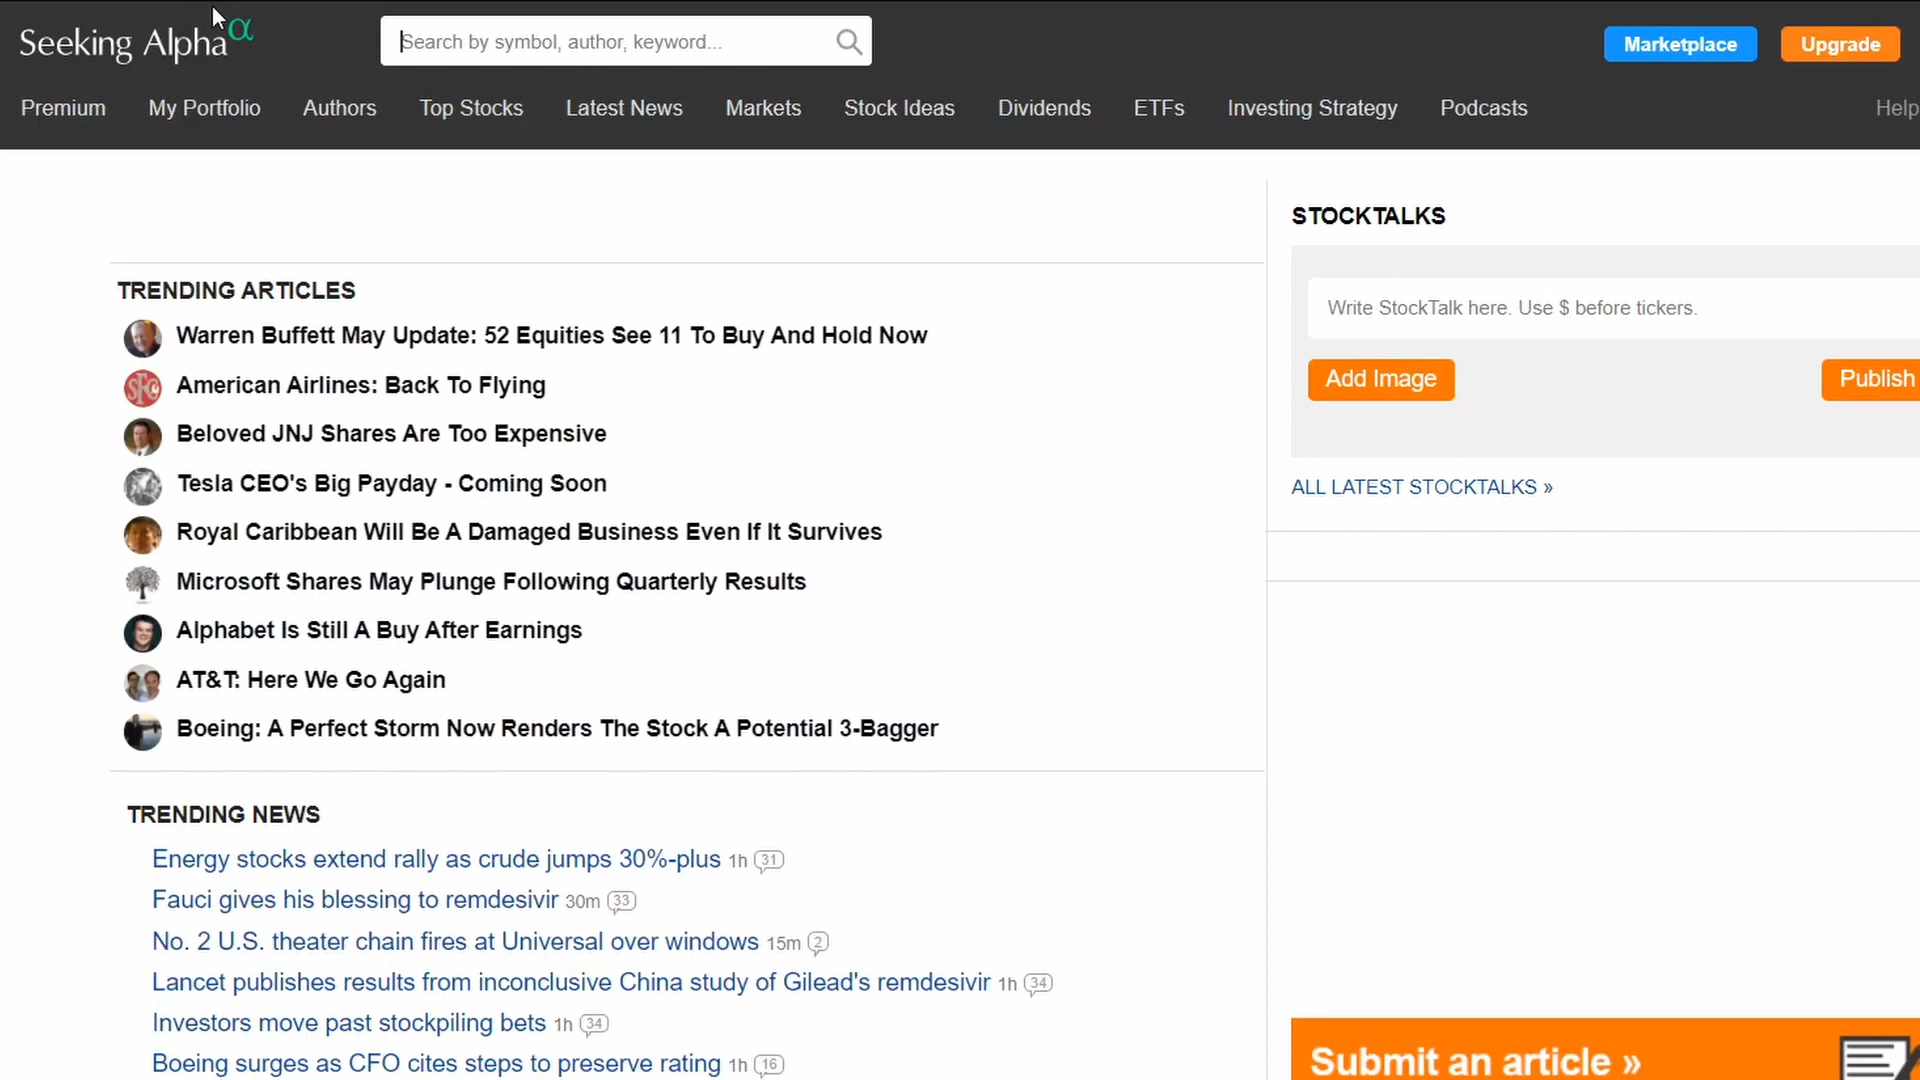 Seeking Alpha α
Search by symbol, author, keyword...
Marketplace
Upgrade
Premium My Portfolio Authors Top Stocks Latest News Markets Stock Ideas Dividends ETFs Investing Strategy Podcasts Help
TRENDING ARTICLES
Warren Buffett May Update: 52 Equities See 11 To Buy And Hold Now
SFC
American Airlines: Back To Flying
Beloved JNJ Shares Are Too Expensive
Tesla CEO's Big Payday - Coming Soon
Royal Caribbean Will Be A Damaged Business Even If It Survives
Microsoft Shares May Plunge Following Quarterly Results
Alphabet Is Still A Buy After Earnings
AT&T: Here We Go Again
Boeing: A Perfect Storm Now Renders The Stock A Potential 3-Bagger
TRENDING NEWS
Energy stocks extend rally as crude jumps 30%-plus 1h 31
Fauci gives his blessing to remdesivir 30m 33
No. 2 U.S. theater chain fires at Universal over windows 15m 2
Lancet publishes results from inconclusive China study of Gilead's remdesivir 1h 34
Investors move past stockpiling bets 1h 34
Boeing surges as CFO cites steps to preserve rating 1h 16
STOCKTALKS
Write StockTalk here. Use $ before tickers.
Add Image
Publish
ALL LATEST STOCKTALKS »
Submit an article »